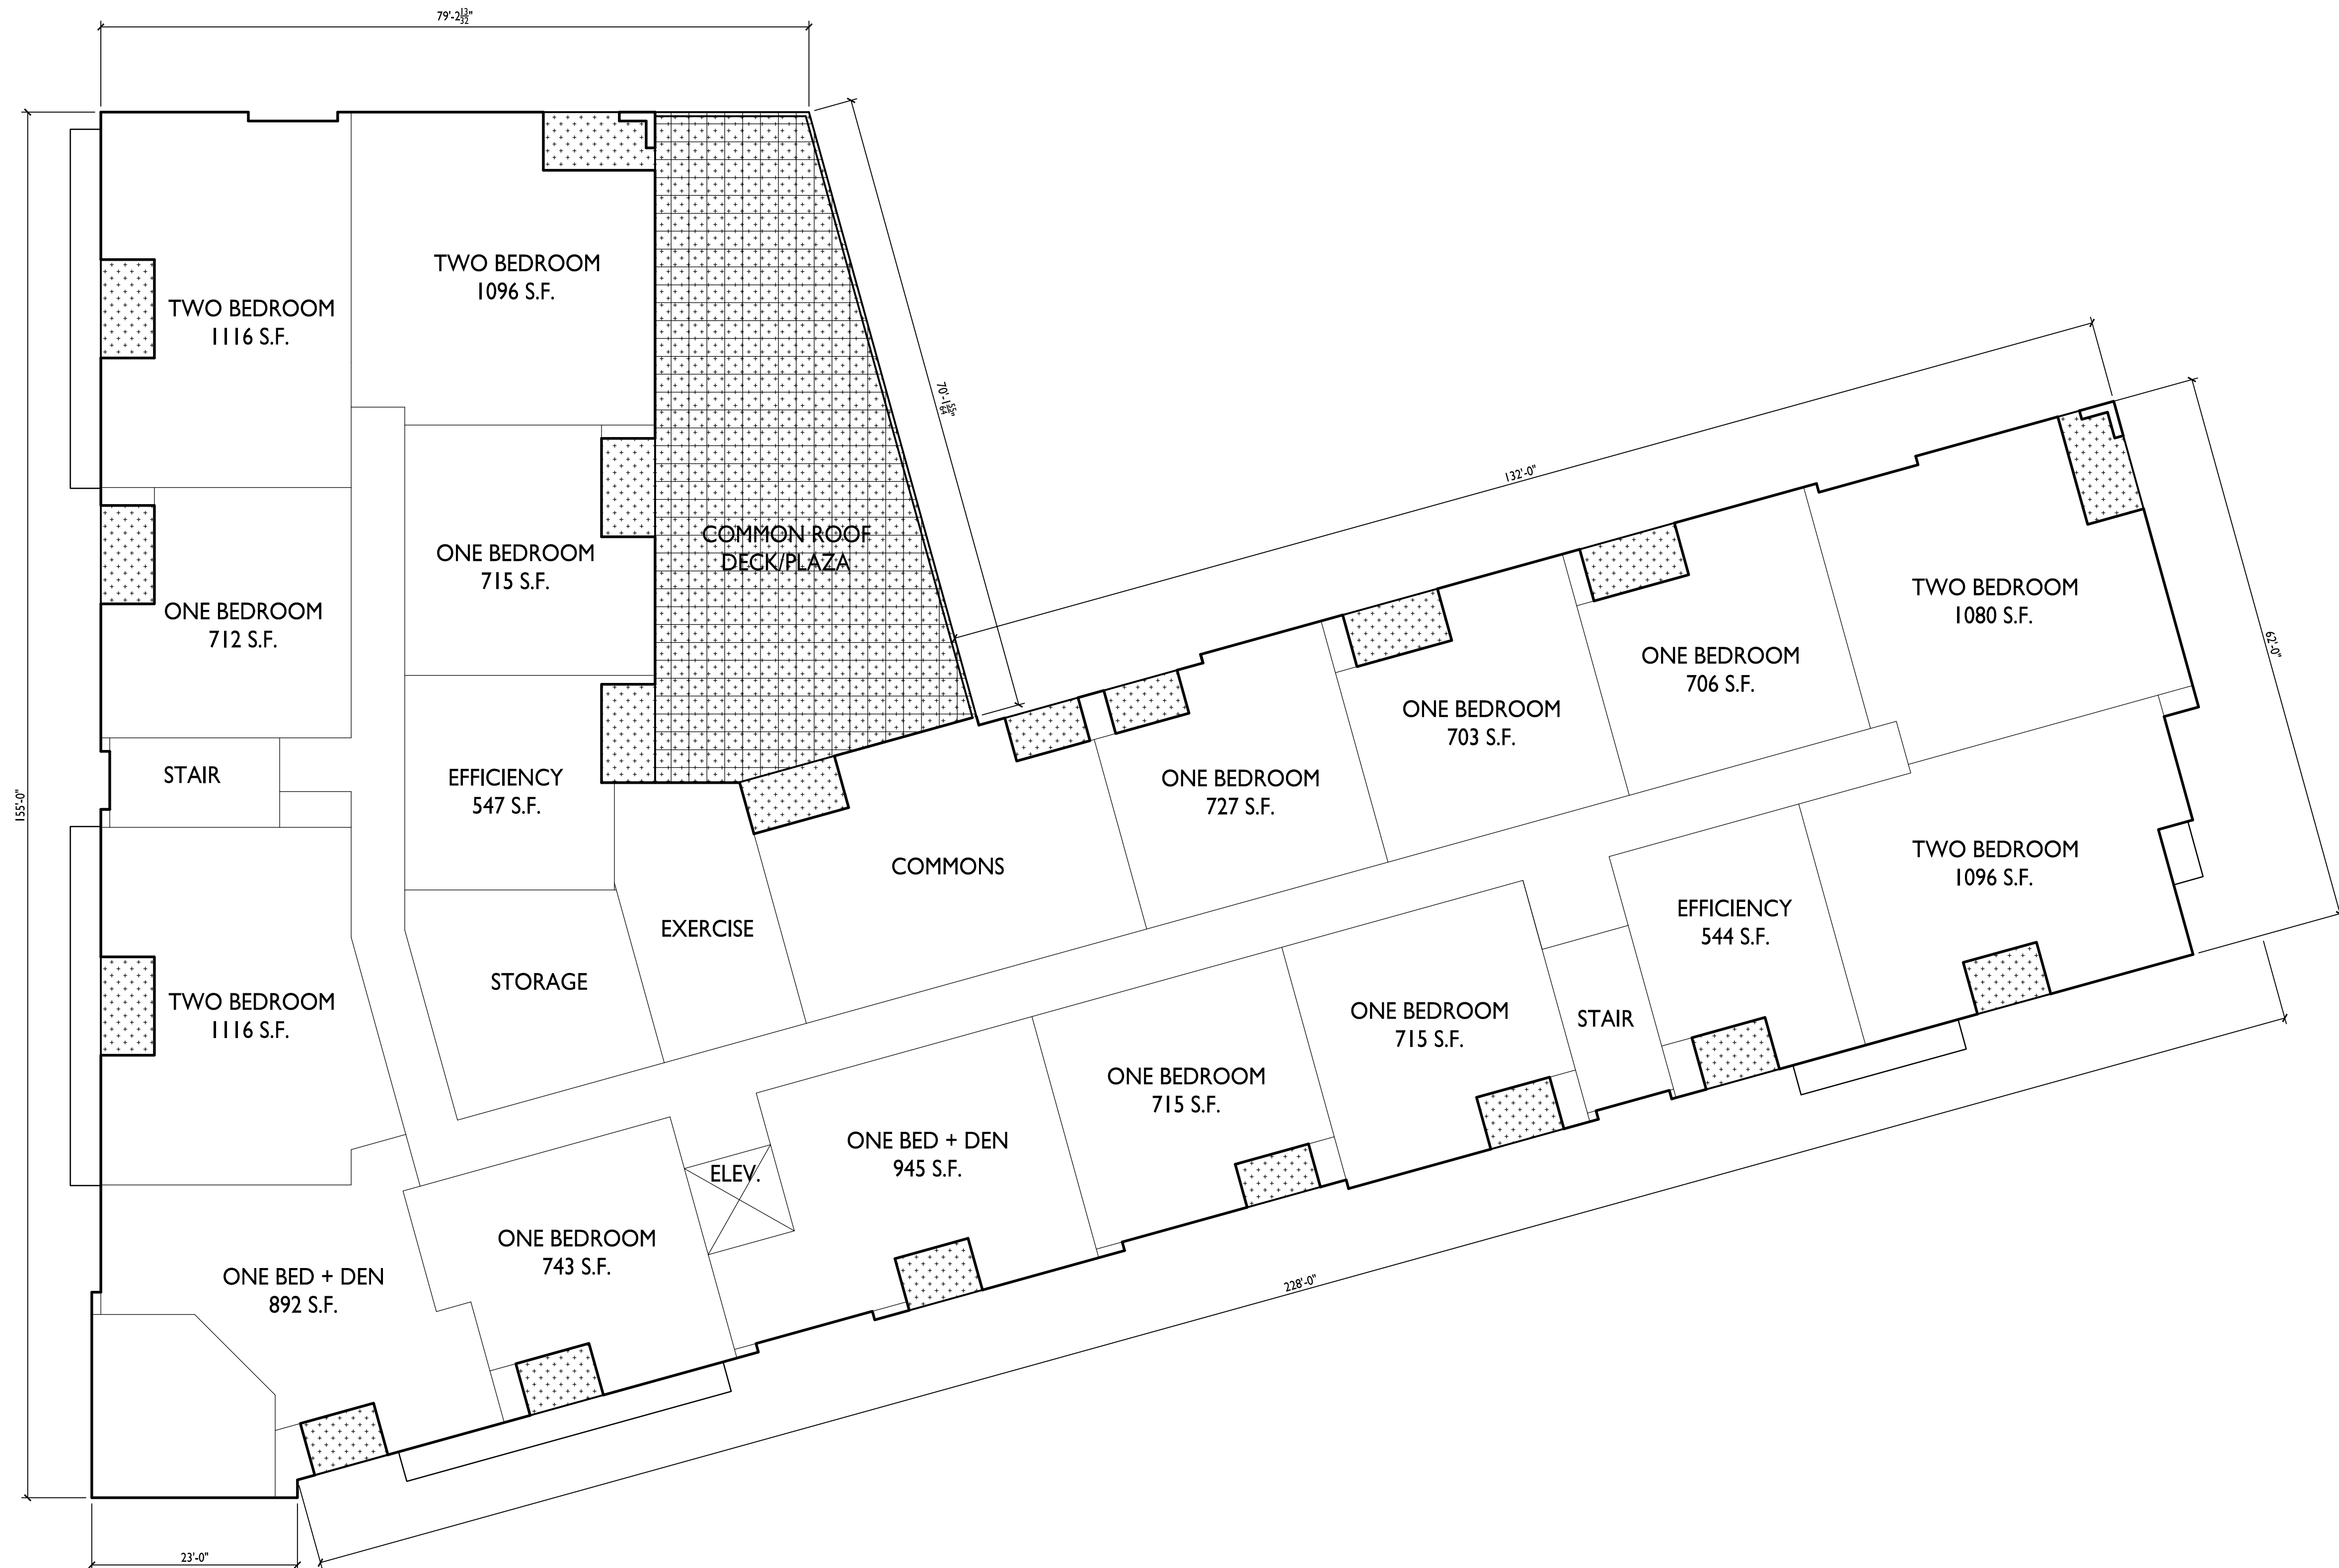 79'-2 13/32"
TWO BEDROOM
1096 S.F.
TWO BEDROOM
1116 S.F.
70'-1 55/64"
132'-0"
COMMON ROOF
DECK/PLAZA
ONE BEDROOM
715 S.F.
ONE BEDROOM
712 S.F.
TWO BEDROOM
1080 S.F.
62'-0"
ONE BEDROOM
706 S.F.
ONE BEDROOM
703 S.F.
STAIR
EFFICIENCY
547 S.F.
ONE BEDROOM
727 S.F.
155'-0"
COMMONS
TWO BEDROOM
1096 S.F.
EFFICIENCY
544 S.F.
EXERCISE
STORAGE
TWO BEDROOM
1116 S.F.
ONE BEDROOM
715 S.F.
STAIR
ONE BEDROOM
715 S.F.
ONE BED + DEN
945 S.F.
ELEV.
ONE BEDROOM
743 S.F.
ONE BED + DEN
892 S.F.
228'-0"
23'-0"